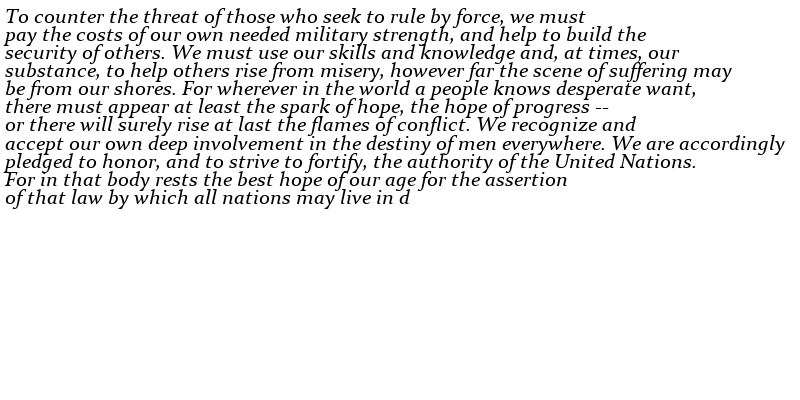 To counter the threat of those who seek to rule by force, we must
pay the costs of our own needed military strength, and help to build the
security of others. We must use our skills and knowledge and, at times, our
substance, to help others rise from misery, however far the scene of suffering may
be from our shores. For wherever in the world a people knows desperate want,
there must appear at least the spark of hope, the hope of progress --
or there will surely rise at last the flames of conflict. We recognize and
accept our own deep involvement in the destiny of men everywhere. We are accordingly
pledged to honor, and to strive to fortify, the authority of the United Nations.
For in that body rests the best hope of our age for the assertion
of that law by which all nations may live in d